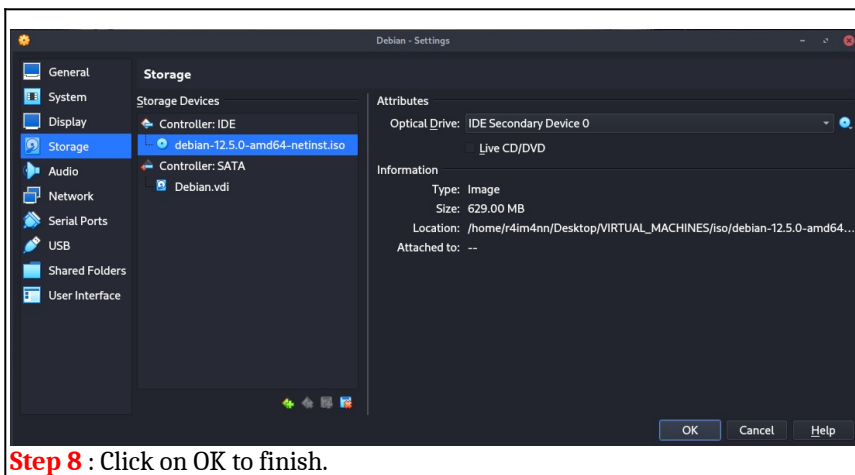 Debian - Settings
General
System
Display
Storage
Audio
Network
Serial Ports
USB
Shared Folders
User Interface
Storage
Storage Devices
Controller: IDE
debian-12.5.0-amd64-netinst.iso
Controller: SATA
Debian.vdi
Attributes
Optical Drive: IDE Secondary Device 0
Live CD/DVD
Information
Type: Image
Size: 629.00 MB
Location: /home/r4im4nn/Desktop/VIRTUAL_MACHINES/iso/debian-12.5.0-amd64...
Attached to: --
OK Cancel Help
Step 8 : Click on OK to finish.